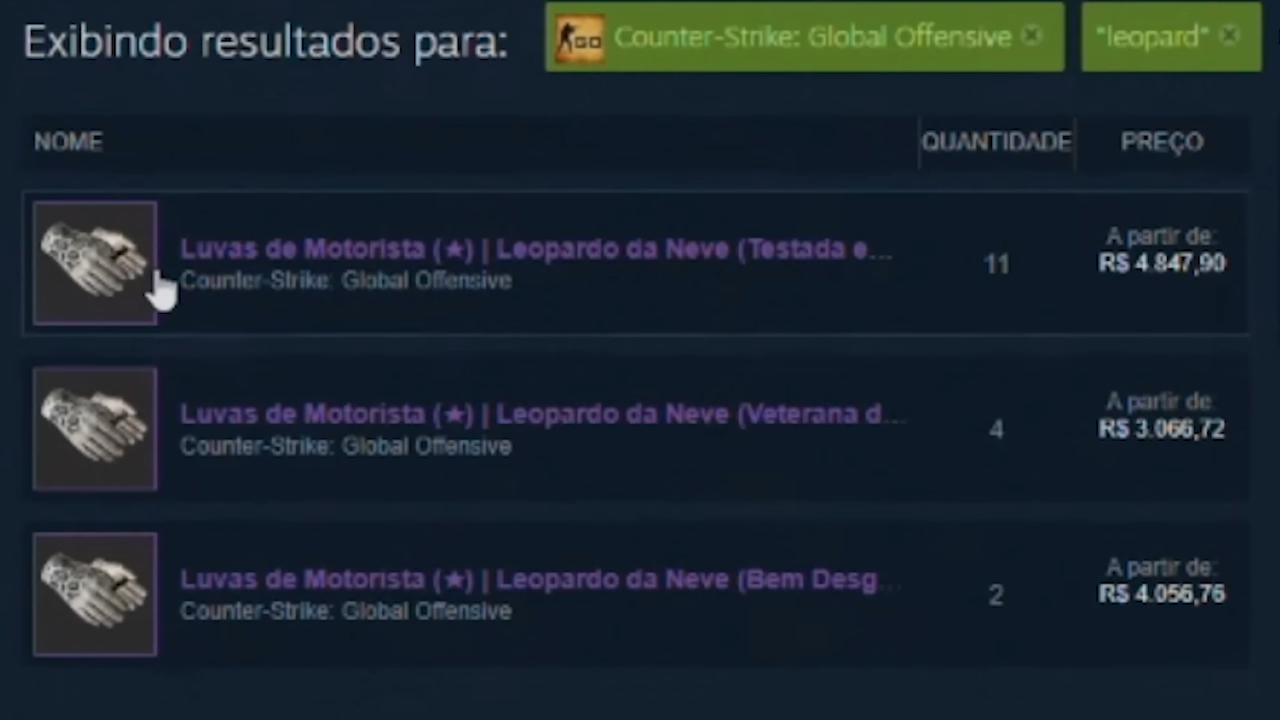 Exibindo resultados para:
GO Counter-Strike: Global Offensive
"leopard"
NOME QUANTIDADE PREÇO
Luvas de Motorista (★) | Leopardo da Neve (Testada e...
Counter-Strike: Global Offensive
11
A partir de:
R$ 4.847,90
Luvas de Motorista (★) | Leopardo da Neve (Veterana d...
Counter-Strike: Global Offensive
4
A partir de:
R$ 3.066,72
Luvas de Motorista (★) | Leopardo da Neve (Bem Desg...
Counter-Strike: Global Offensive
2
A partir de:
R$ 4.056,76